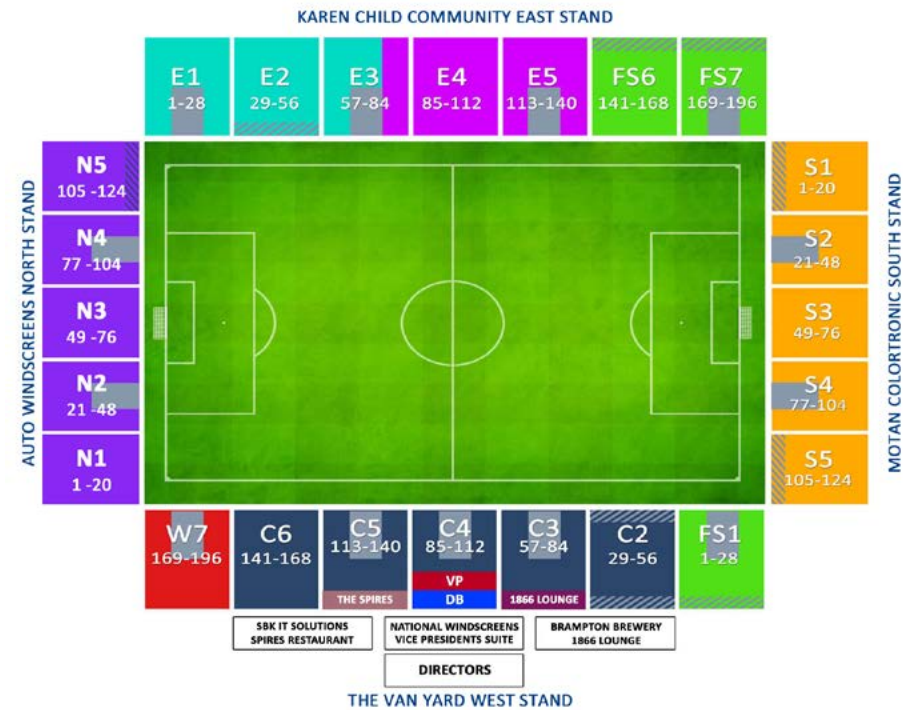 KAREN CHILD COMMUNITY EAST STAND
E1
1-28
E2
29-56
E3
57-84
E4
85-112
E5
113-140
FS6
141-168
FS7
169-196
AUTO WINDSCREENS NORTH STAND
N5
105 -124
N4
77 -104
N3
49 -76
N2
21 -48
N1
1 -20
S1
1-20
S2
21-48
S3
49-76
S4
77-104
S5
105-124
MOTAN COLORTRONIC SOUTH STAND
W7
169-196
C6
141-168
C5
113-140
THE SPIRES
C4
85-112
VP
DB
C3
57-84
1866 LOUNGE
C2
29-56
FS1
1-28
SBK IT SOLUTIONS
SPIRES RESTAURANT
NATIONAL WINDSCREENS
VICE PRESIDENTS SUITE
BRAMPTON BREWERY
1866 LOUNGE
DIRECTORS
THE VAN YARD WEST STAND